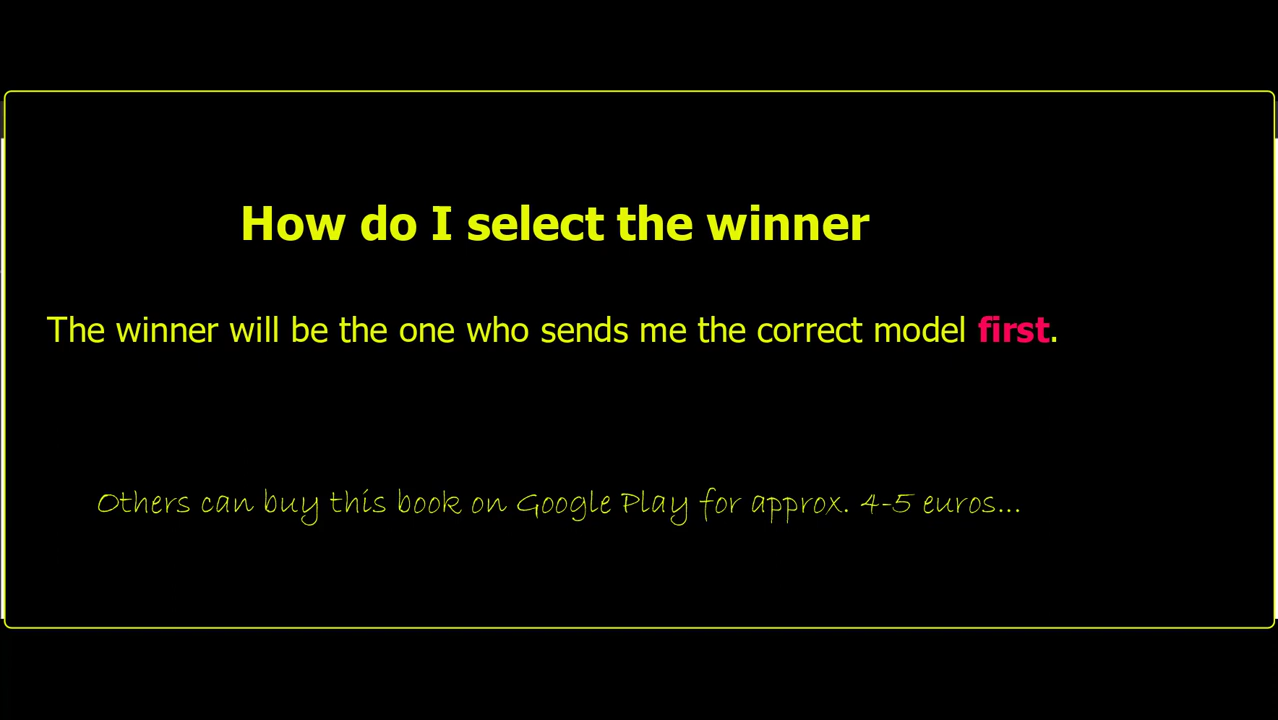 How do I select the winner
The winner will be the one who sends me the correct model first.
Others can buy this book on Google Play for approx. 4-5 euros...